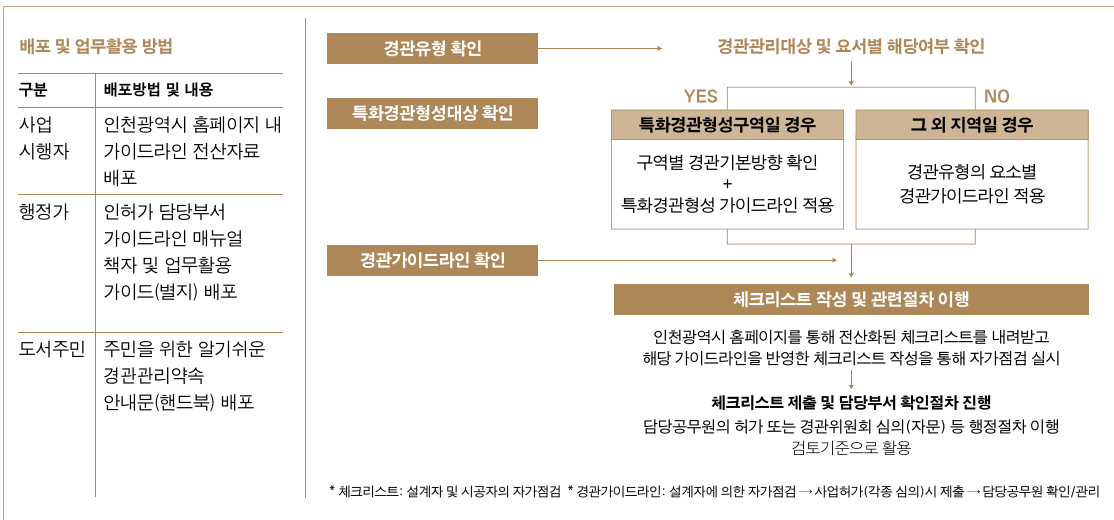 배포 및 업무활용 방법
구분 배포방법 및 내용
사업 시행자 인천광역시 홈페이지 내
가이드라인 전산자료
배포
행정가 인허가 담당부서
가이드라인 매뉴얼
책자 및 업무활용
가이드(별지) 배포
도서주민 주민을 위한 알기쉬운
경관관리약속
안내문(핸드북) 배포
경관유형 확인
특화경관형성대상 확인
경관가이드라인 확인
경관관리대상 및 요서별 해당여부 확인
YES
NO
특화경관형성구역일 경우
구역별 경관기본방향 확인
+
특화경관형성 가이드라인 적용
그 외 지역일 경우
경관유형의 요소별
경관가이드라인 적용
체크리스트 작성 및 관련절차 이행
인천광역시 홈페이지를 통해 전산화된 체크리스트를 내려받고
해당 가이드라인을 반영한 체크리스트 작성을 통해 자가점검 실시
체크리스트 제출 및 담당부서 확인절차 진행
담당공무원의 허가 또는 경관위원회 심의(자문) 등 행정절차 이행
검토기준으로 활용
* 체크리스트: 설계자 및 시공자의 자가점검 * 경관가이드라인: 설계자에 의한 자가점검 → 사업허가(각종 심의)시 제출 → 담당공무원 확인/관리